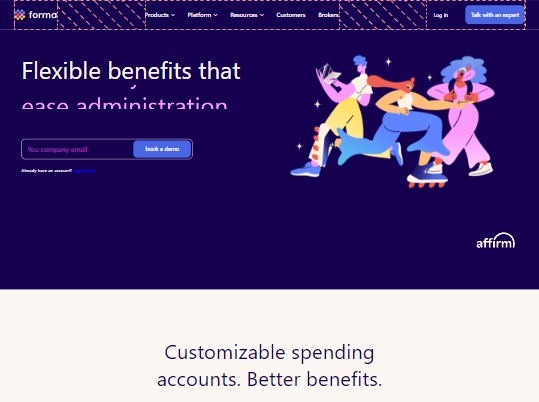 forma
Products
Platform
Resources
Customers
Brokers
Log in
Talk with an expert
Flexible benefits that
ease administration
You company email
book a demo
Already have an account?
affirm
Customizable spending
accounts. Better benefits.